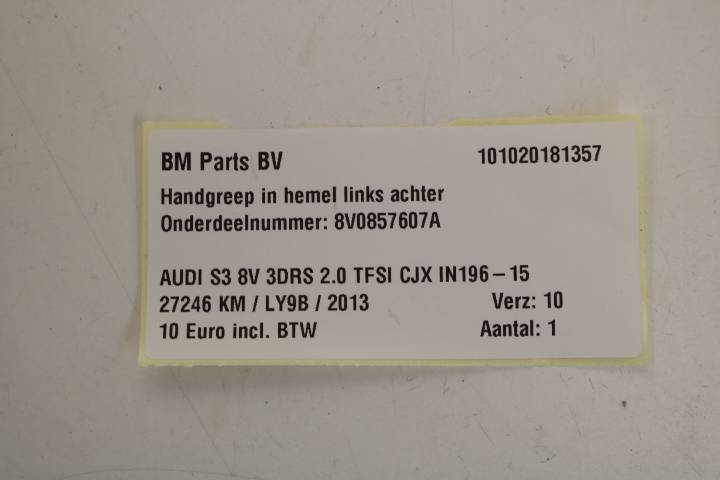 BM Parts BV 101020181357
Handgreep in hemel links achter
Onderdeelnummer: 8V0857607A
AUDI S3 8V 3DRS 2.0 TFSI CJX IN196-15
27246 KM / LY9B / 2013 Verz: 10
10 Euro incl. BTW Aantal: 1